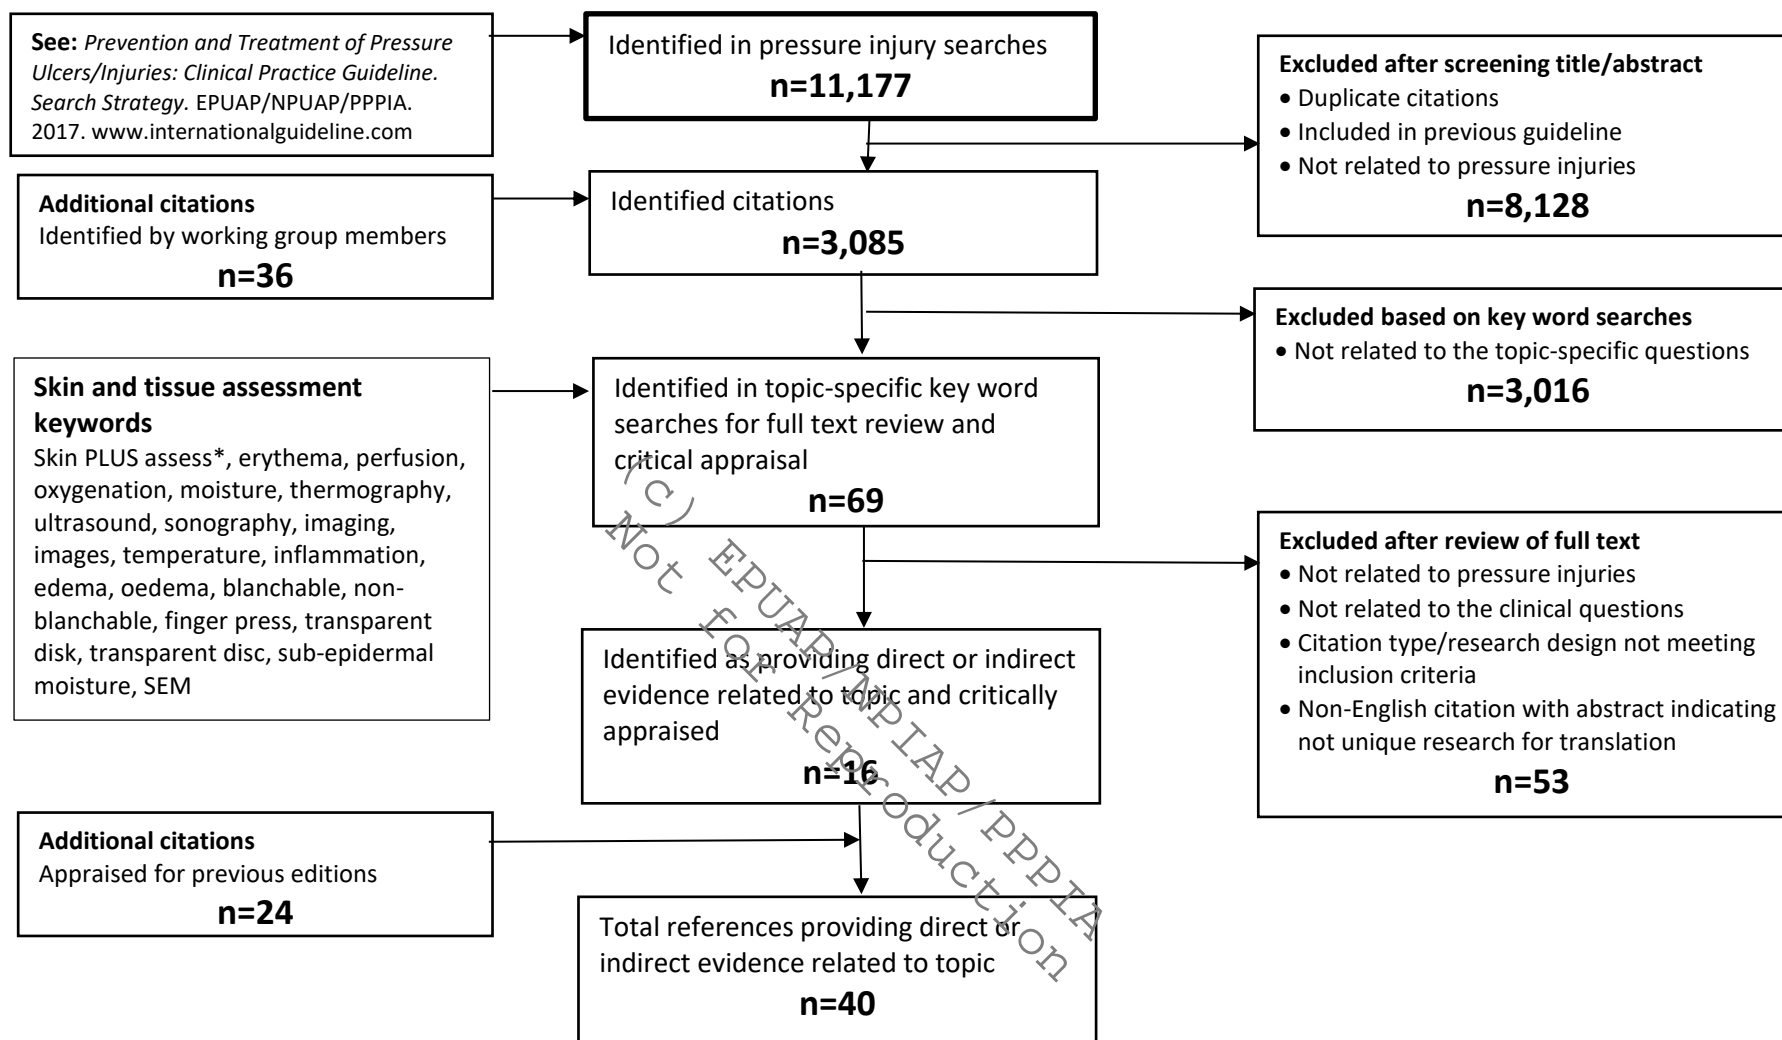 See: Prevention and Treatment of Pressure
Ulcers/Injuries: Clinical Practice Guideline.
Search Strategy. EPUAP/NPUAP/PPPIA.
2017. www.internationalguideline.com
Identified in pressure injury searches
n=11,177
Excluded after screening title/abstract
• Duplicate citations
• Included in previous guideline
• Not related to pressure injuries
n=8,128
Additional citations
Identified by working group members
n=36
Identified citations
n=3,085
Excluded based on key word searches
• Not related to the topic-specific questions
n=3,016
Skin and tissue assessment
keywords
Skin PLUS assess*, erythema, perfusion,
oxygenation, moisture, thermography,
ultrasound, sonography, imaging,
images, temperature, inflammation,
edema, oedema, blanchable, non-
blanchable, finger press, transparent
disk, transparent disc, sub-epidermal
moisture, SEM
Identified in topic-specific key word
searches for full text review and
critical appraisal
n=69
Excluded after review of full text
• Not related to pressure injuries
• Not related to the clinical questions
• Citation type/research design not meeting
inclusion criteria
• Non-English citation with abstract indicating
not unique research for translation
n=53
Identified as providing direct or indirect
evidence related to topic and critically
appraised
n=16
Additional citations
Appraised for previous editions
n=24
Total references providing direct or
indirect evidence related to topic
n=40
(c) EPUAP/NPIAP/PPPIA
Not for Reproduction